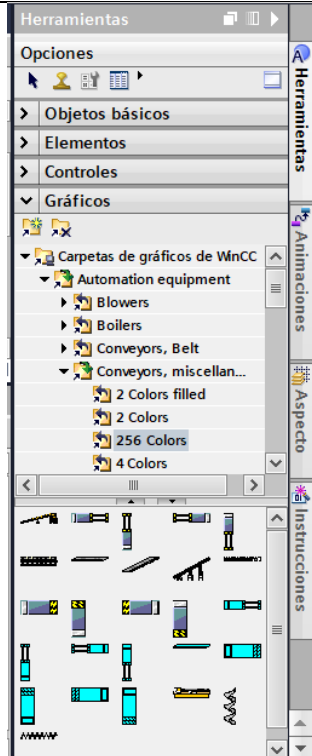 Herramientas
Opciones
Objetos básicos
Elementos
Controles
Gráficos
Carpetas de gráficos de WinCC
Automation equipment
Blowers
Boilers
Conveyors, Belt
Conveyors, miscellan...
2 Colors filled
2 Colors
256 Colors
4 Colors
Herramientas
Animaciones
Aspecto
Instrucciones